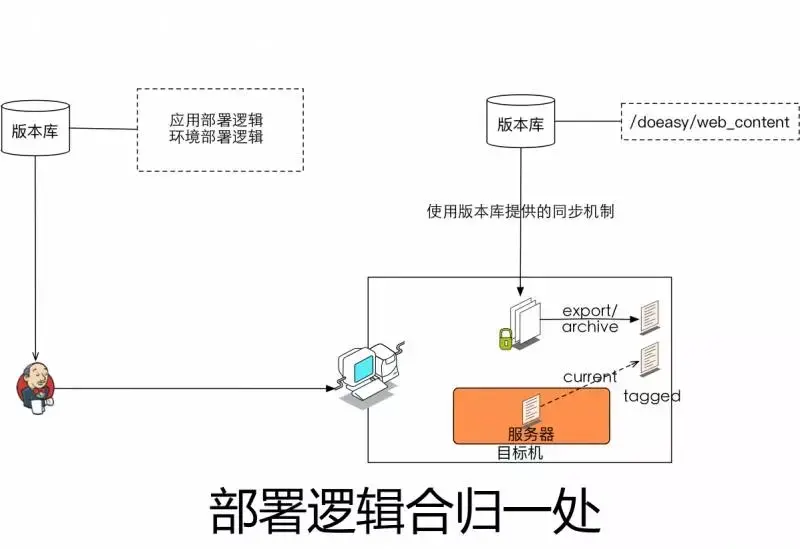 版本库
应用部署逻辑
环境部署逻辑
版本库
/doeasy/web_content
使用版本库提供的同步机制
export/
archive
current
tagged
服务器
目标机
部署逻辑合归一处